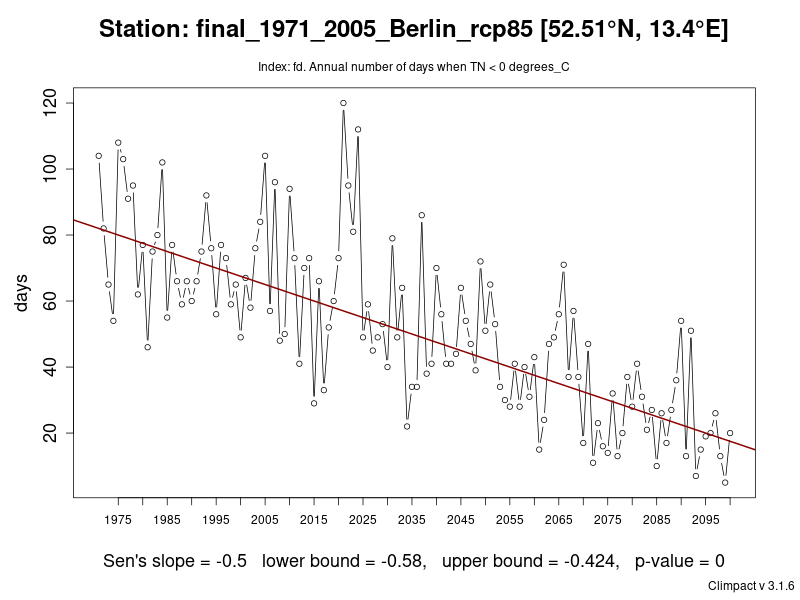 Station: final_1971_2005_Berlin_rcp85 [52.51°N, 13.4°E]
Index: fd. Annual number of days when TN < 0 degrees_C
120
100
80
60
40
20
days
1975 1985 1995 2005 2015 2025 2035 2045 2055 2065 2075 2085 2095
Sen's slope = -0.5 lower bound = -0.58, upper bound = -0.424, p-value = 0
Climpact v 3.1.6